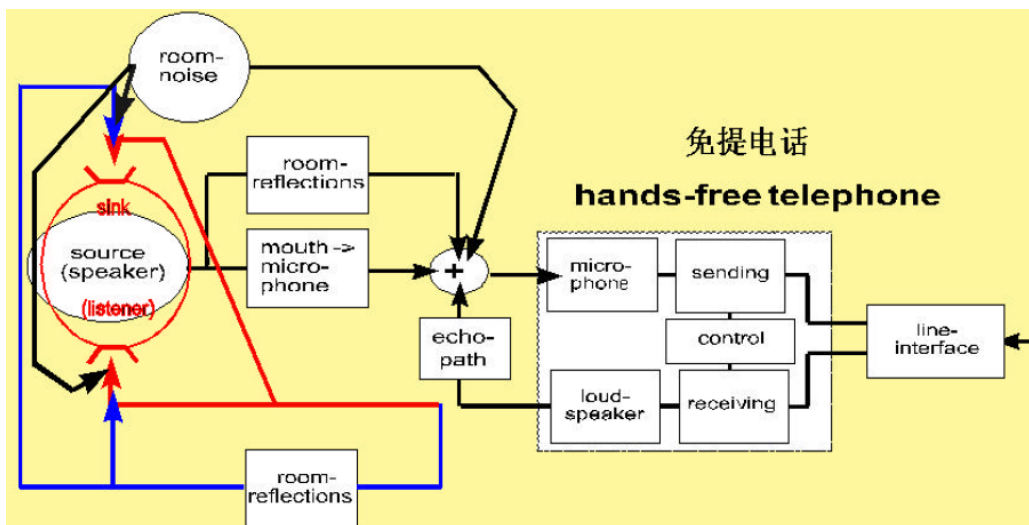 room-
noise
免提电话
hands-free telephone
room-
reflections
sink
source
(speaker)
(listener)
mouth ->
micro-
phone
+
micro-
phone
sending
control
line-
interface
echo-
path
loud-
speaker
receiving
room-
reflections